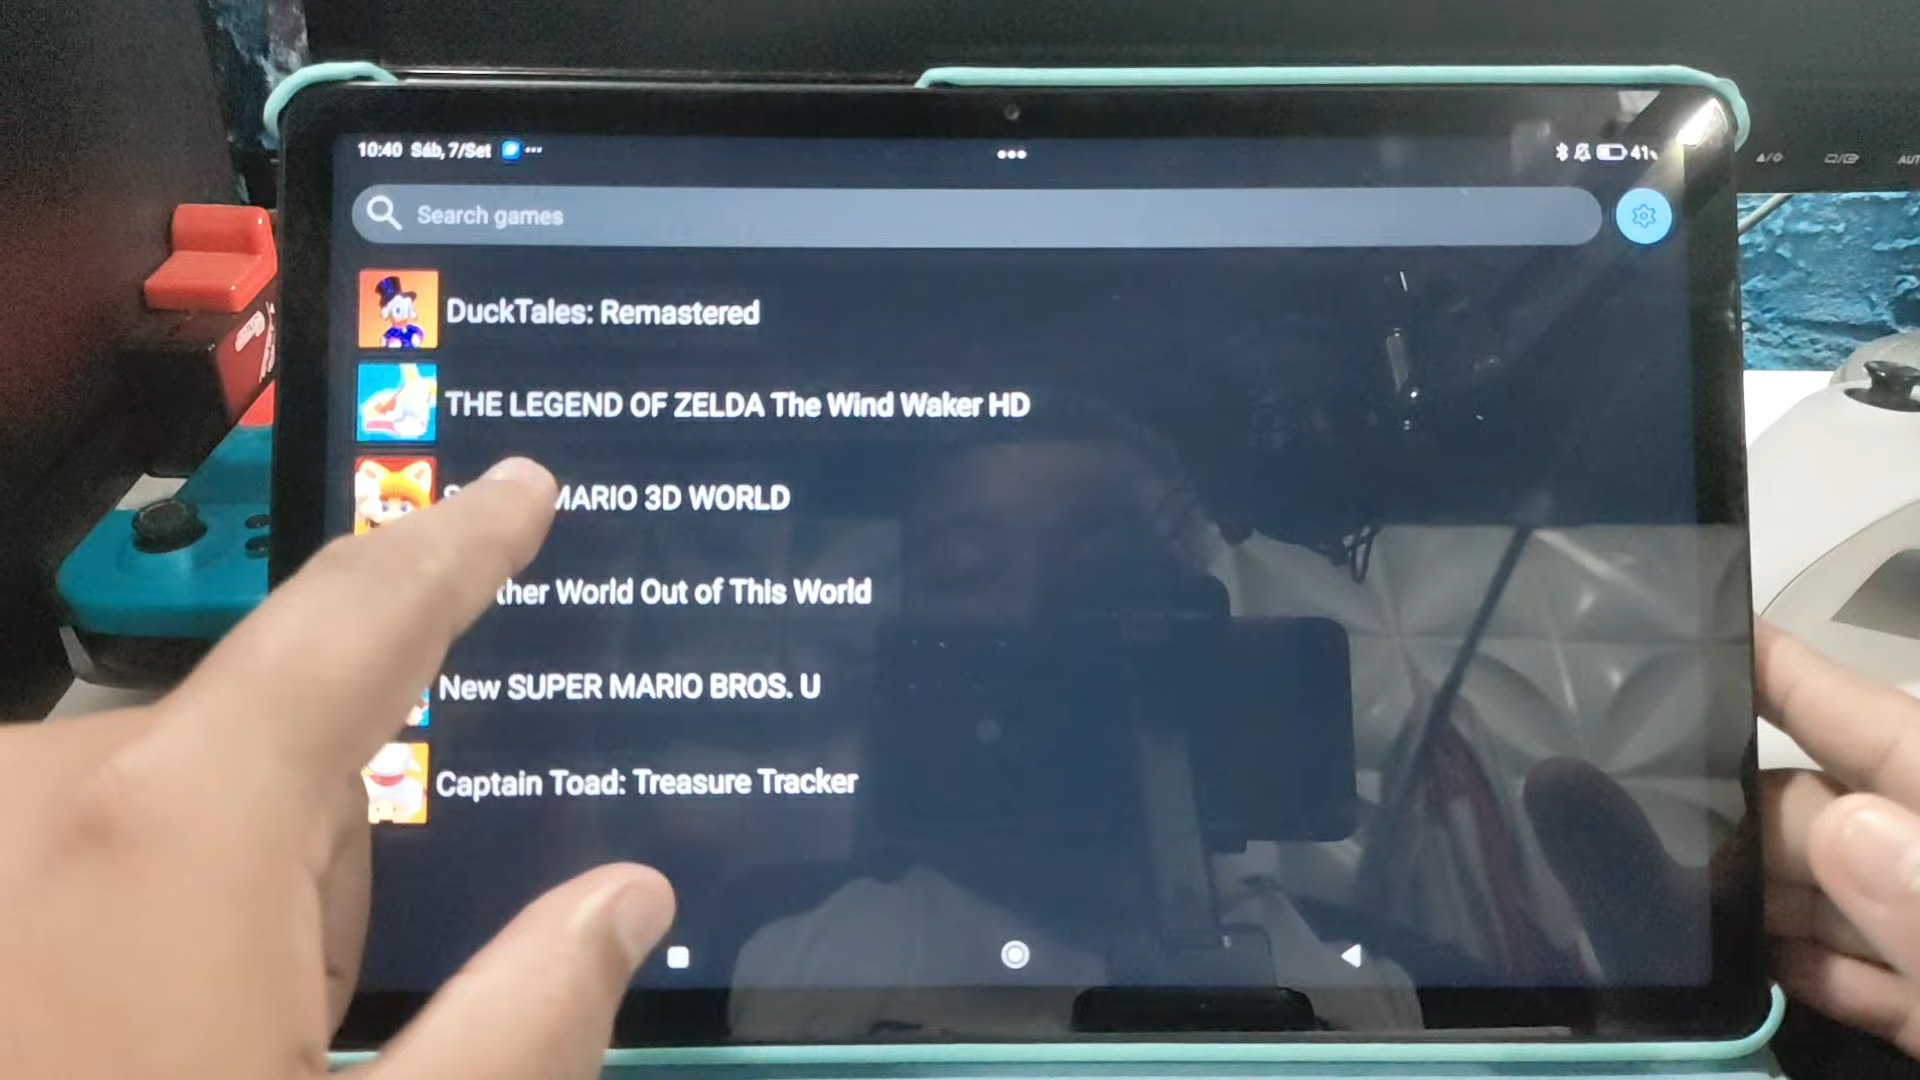 10:40 Sáb, 7/Set
41%
Search games
DuckTales: Remastered
THE LEGEND OF ZELDA The Wind Waker HD
MARIO 3D WORLD
ther World Out of This World
New SUPER MARIO BROS. U
Captain Toad: Treasure Tracker